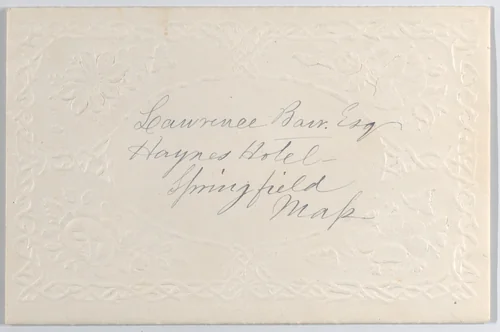 Lawrence Barr. Esq
Haynes Hotel
Springfield
Mass